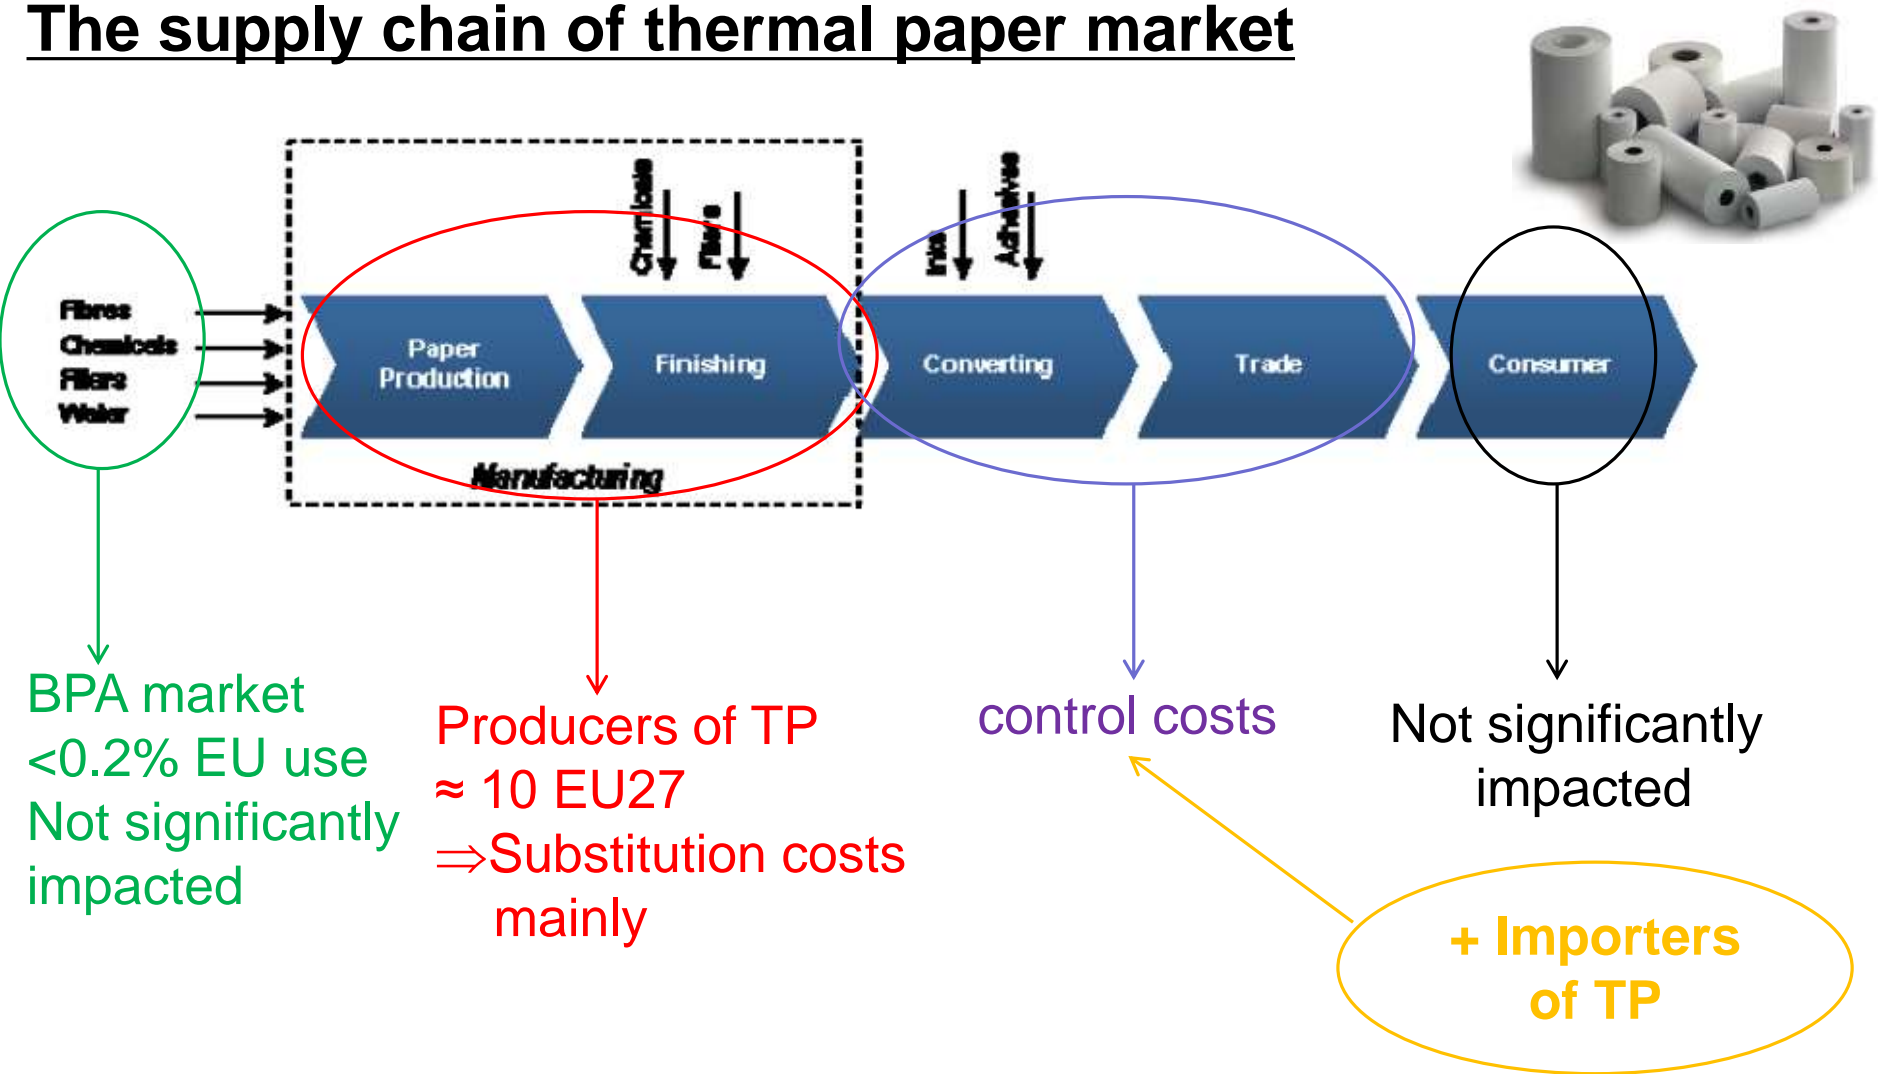 The supply chain of thermal paper market
Chemicals
Fillers
Inks
Adhesives
Fibres
Chemicals
Fillers
Water
Paper
Production
Finishing
Converting
Trade
Consumer
Manufacturing
BPA market
<0.2% EU use
Not significantly
impacted
Producers of TP
≈ 10 EU27
⇒Substitution costs
mainly
control costs
Not significantly
impacted
+ Importers
of TP